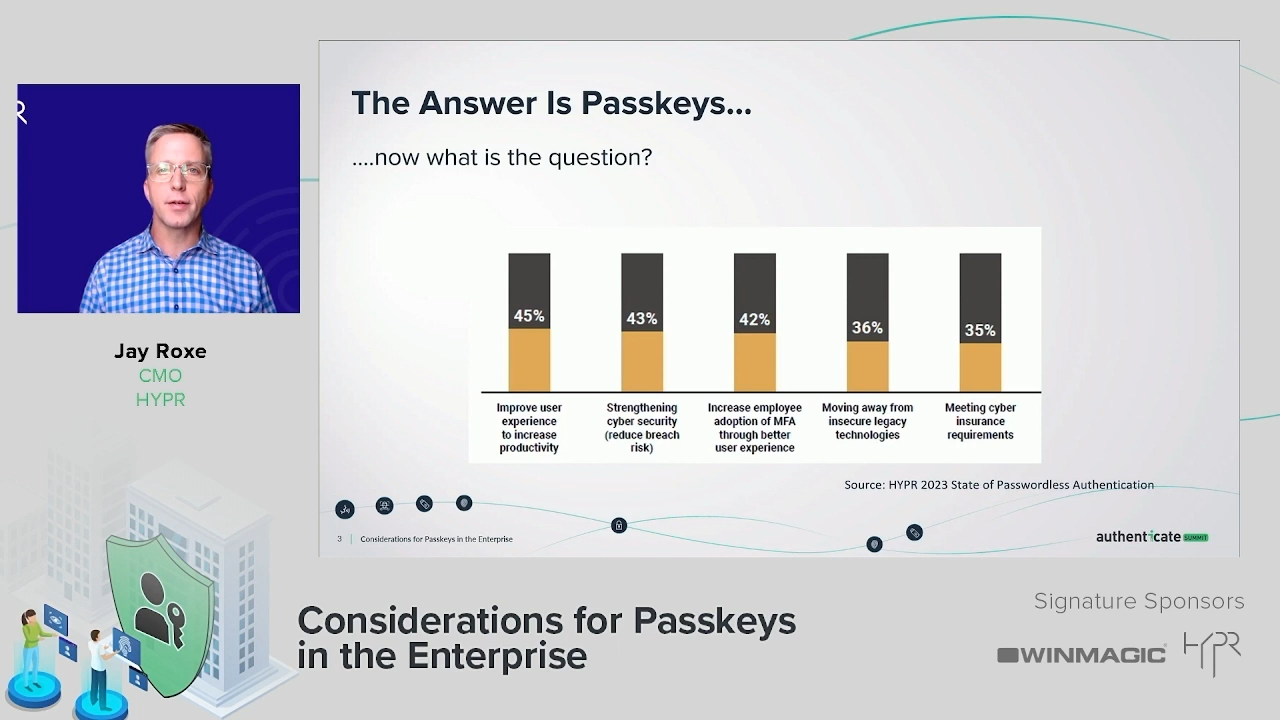 The Answer Is Passkeys...
....now what is the question?
R
Jay Roxe
CMO
HYPR
45%
43%
42%
36%
35%
Improve user
experience
to increase
productivity
Strengthening
cyber security
(reduce breach
risk)
Increase employee
adoption of MFA
through better
user experience
Moving away from
insecure legacy
technologies
Meeting cyber
insurance
requirements
Source: HYPR 2023 State of Passwordless Authentication
3 | Considerations for Passkeys in the Enterprise
authenticate SUMMIT
Considerations for Passkeys
in the Enterprise
Signature Sponsors
WINMAGIC
HYPR